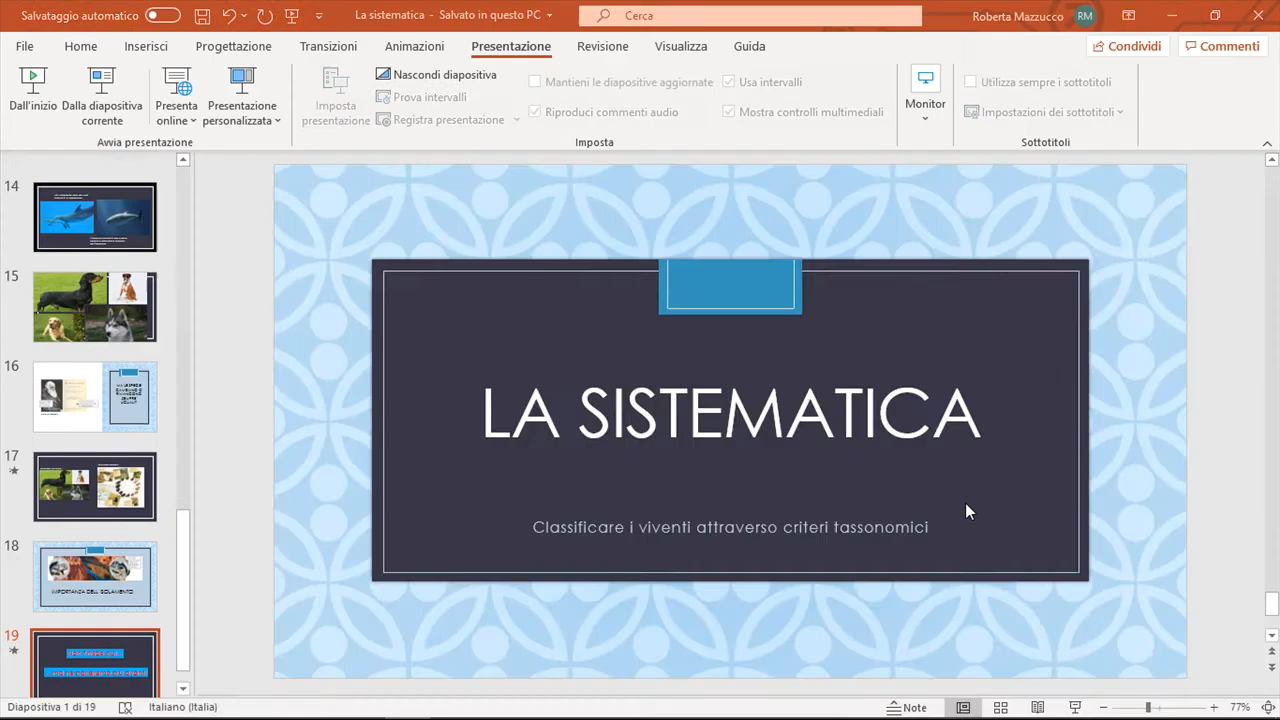 Salvataggio automatico
La sistematica - Salvato in questo PC
Cerca
Roberta Mazzucco RM
File Home Inserisci Progettazione Transizioni Animazioni Presentazione Revisione Visualizza Guida
Condividi Commenti
Dall'inizio
Dalla diapositiva corrente
Presenta online
Presentazione personalizzata
Avvia presentazione
Imposta presentazione
Nascondi diapositiva
Prova intervalli
Registra presentazione
Mantieni le diapositive aggiornate
Riproduci commenti audio
Usa intervalli
Mostra controlli multimediali
Imposta
Monitor
Utilizza sempre i sottotitoli
Impostazioni dei sottotitoli
Sottotitoli
14
15
16
17
18
IMPORTANZA DELL'ISOLAMENTO
19
LA SISTEMATICA
Classificare i viventi attraverso criteri tassonomici
Diapositiva 1 di 19 Italiano (Italia) Note 77%